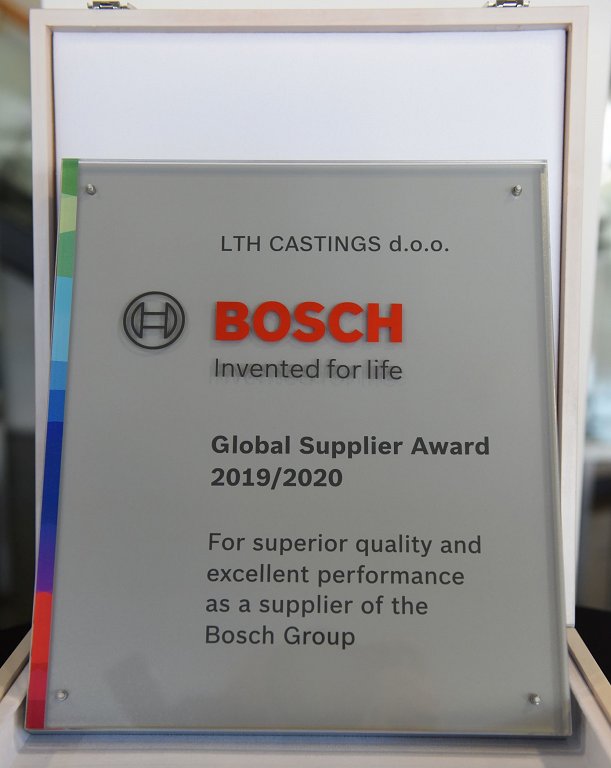 LTH CASTINGS d.o.o.
BOSCH
Invented for life
Global Supplier Award
2019/2020
For superior quality and
excellent performance
as a supplier of the
Bosch Group